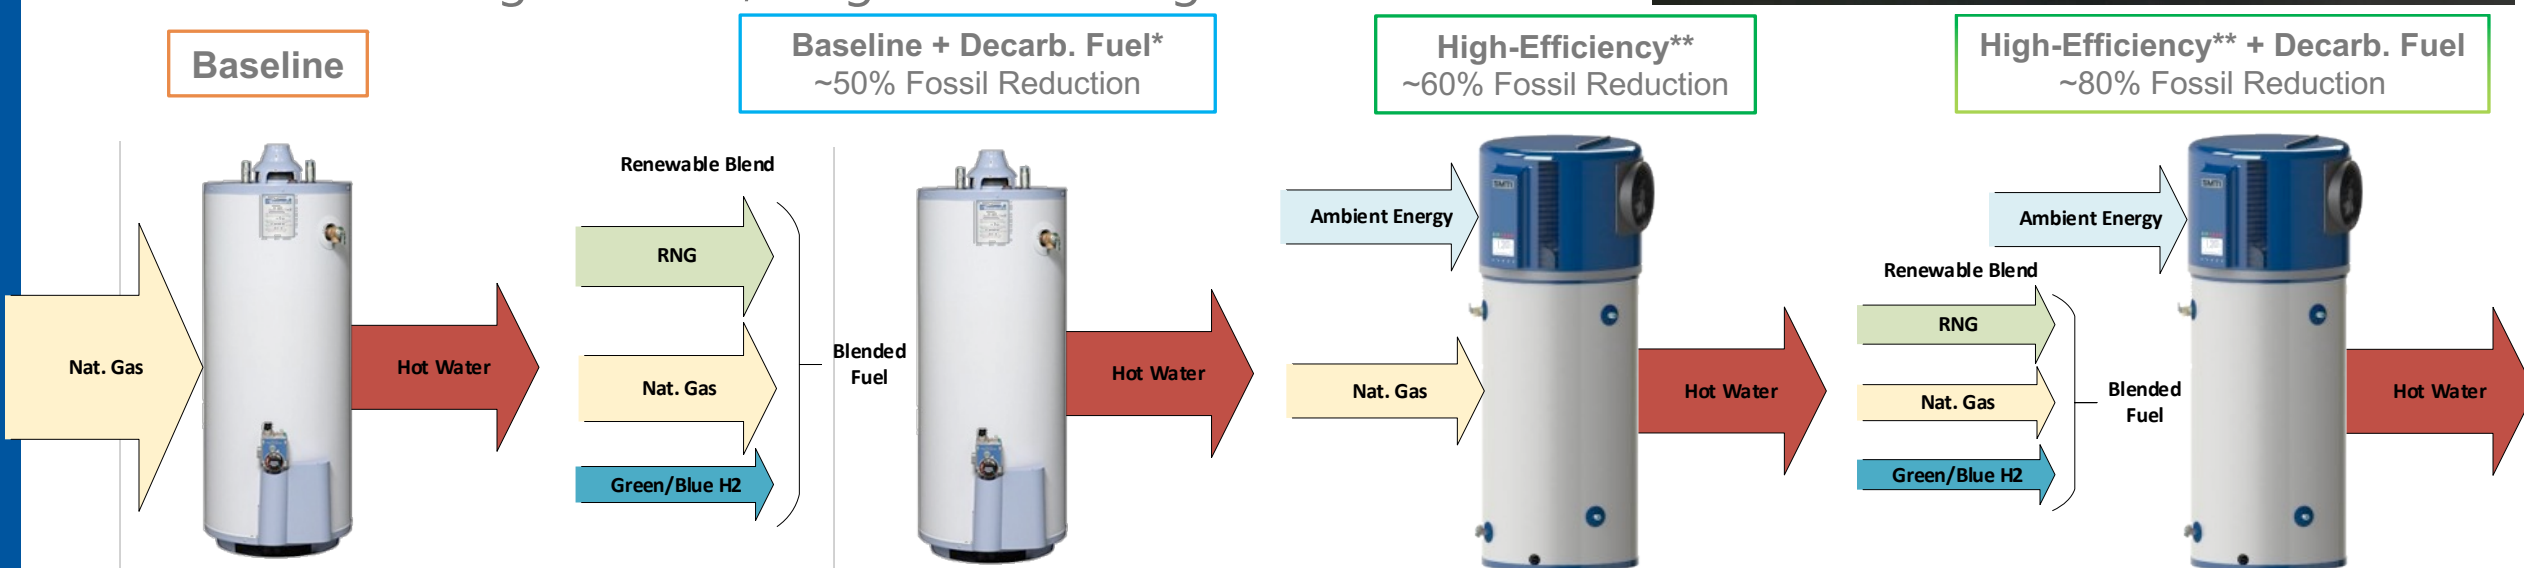 Baseline
Baseline + Decarb. Fuel*
~50% Fossil Reduction
High-Efficiency**
~60% Fossil Reduction
High-Efficiency** + Decarb. Fuel
~80% Fossil Reduction
Nat. Gas
Hot Water
Renewable Blend
RNG
Nat. Gas
Green/Blue H2
Blended
Fuel
Hot Water
Ambient Energy
Nat. Gas
SMTI
Hot Water
Ambient Energy
Renewable Blend
RNG
Nat. Gas
Green/Blue H2
Blended
Fuel
SMTI
Hot Water